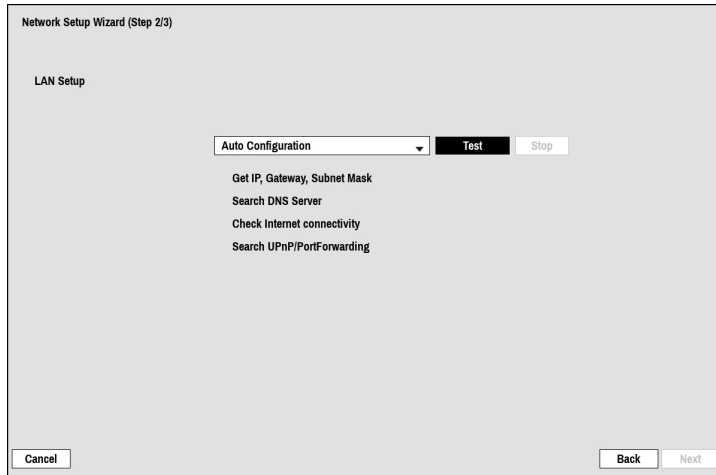 Network Setup Wizard (Step 2/3)
LAN Setup
Auto Configuration
Test
Stop
Get IP, Gateway, Subnet Mask
Search DNS Server
Check Internet connectivity
Search UPnP/PortForwarding
Cancel
Back
Next